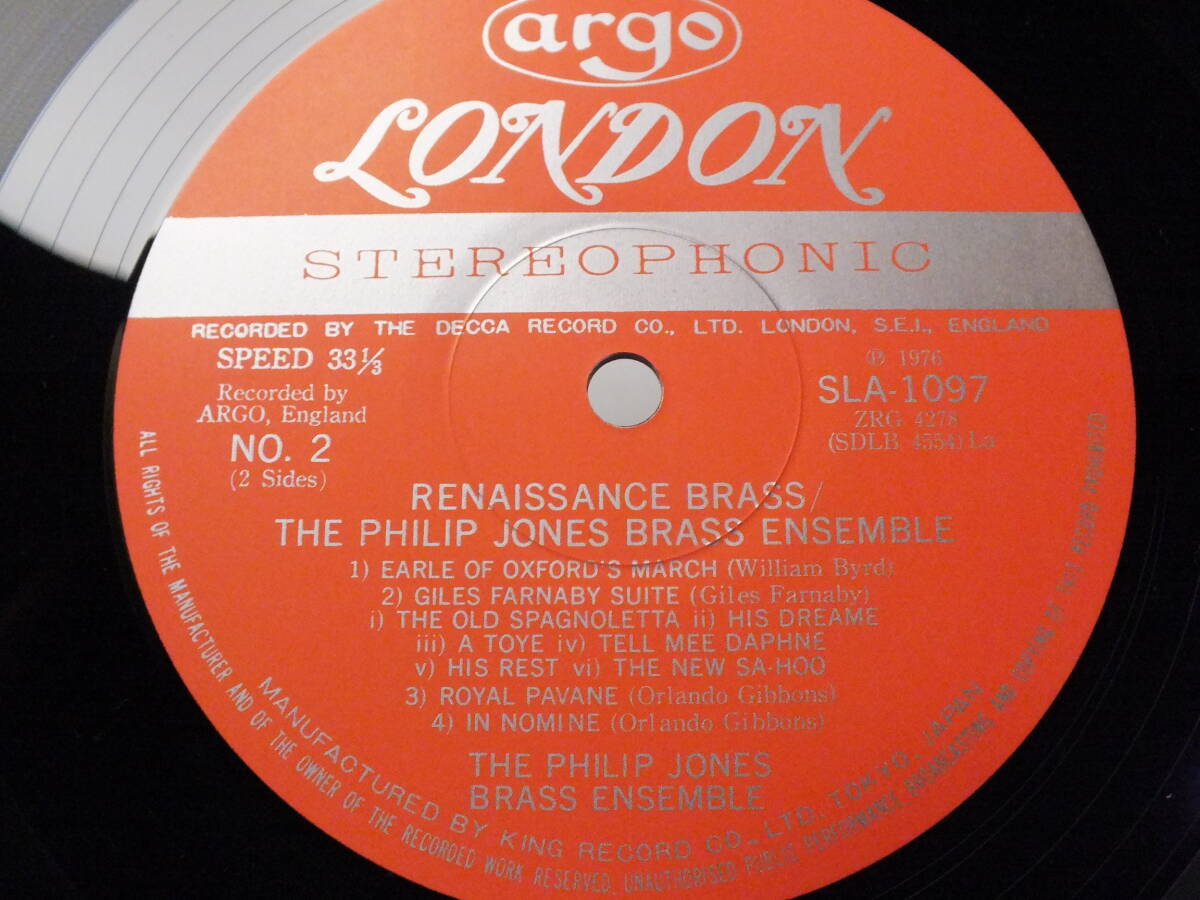 argo
LONDON
STEREOPHONIC
RECORDED BY THE DECCA RECORD CO., LTD. LONDON, S.E.I., ENGLAND
SPEED 33⅓
Recorded by
ARGO, England
NO. 2
(2 Sides)
℗ 1976
SLA-1097
ZRG 4278
(SDLB 4554) La
RENAISSANCE BRASS/
THE PHILIP JONES BRASS ENSEMBLE
1) EARLE OF OXFORD'S MARCH (William Byrd)
2) GILES FARNABY SUITE (Giles Farnaby)
i) THE OLD SPAGNOLETTA ii) HIS DREAME
iii) A TOYE iv) TELL MEE DAPHNE
v) HIS REST vi) THE NEW SA-HOO
3) ROYAL PAVANE (Orlando Gibbons)
4) IN NOMINE (Orlando Gibbons)
THE PHILIP JONES
BRASS ENSEMBLE
MANUFACTURED BY KING RECORD CO., LTD. TOKYO, JAPAN
ALL RIGHTS OF THE MANUFACTURER AND OF THE OWNER OF THE RECORDED WORK RESERVED. UNAUTHORISED PUBLIC PERFORMANCE, BROADCASTING AND COPYING OF THIS RECORD PROHIBITED